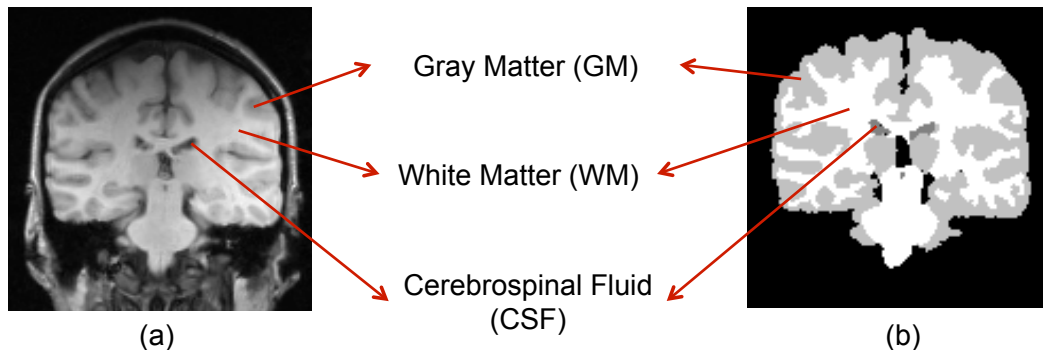 Gray Matter (GM)
White Matter (WM)
Cerebrospinal Fluid
(CSF)
(a)
(b)